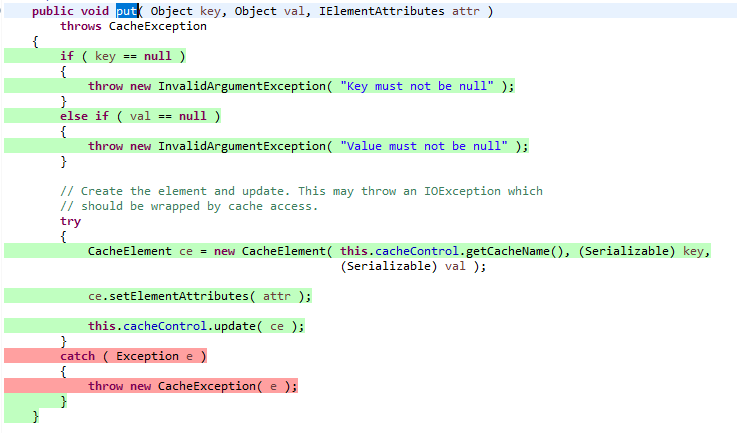 public void put( Object key, Object val, IElementAttributes attr )
throws CacheException
{
if ( key == null )
{
throw new InvalidArgumentException( "Key must not be null" );
}
else if ( val == null )
{
throw new InvalidArgumentException( "Value must not be null" );
}
// Create the element and update. This may throw an IOException which
// should be wrapped by cache access.
try
{
CacheElement ce = new CacheElement( this.cacheControl.getCacheName(), (Serializable) key,
(Serializable) val );
ce.setElementAttributes( attr );
this.cacheControl.update( ce );
}
catch ( Exception e )
{
throw new CacheException( e );
}
}